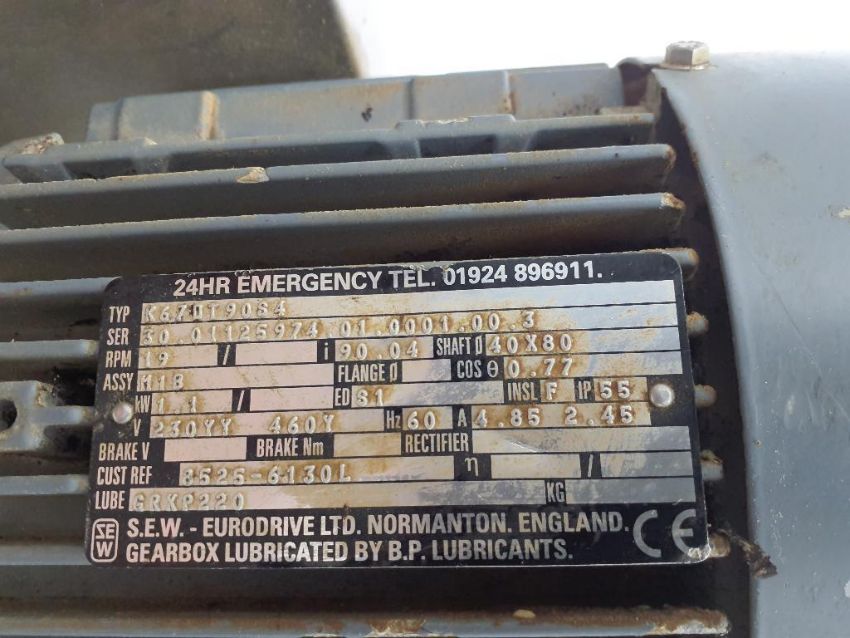 24HR EMERGENCY TEL. 01924 896911.
TYP K67DT90S4
SER 30.01125974.01.0001.00.3
RPM 19 / i 90.04 SHAFT Ø 40X80
ASSY M1B FLANGE Ø COS θ 0.77
kW 1.1 / ED S1 INSL F IP 55
V 230YY 460Y Hz 60 A 4.85 2.45
BRAKE V BRAKE Nm RECTIFIER
CUST REF 8525-6130L η /
LUBE GRXP220 KG
SEW S.E.W. - EURODRIVE LTD. NORMANTON. ENGLAND. CE
GEARBOX LUBRICATED BY B.P. LUBRICANTS.